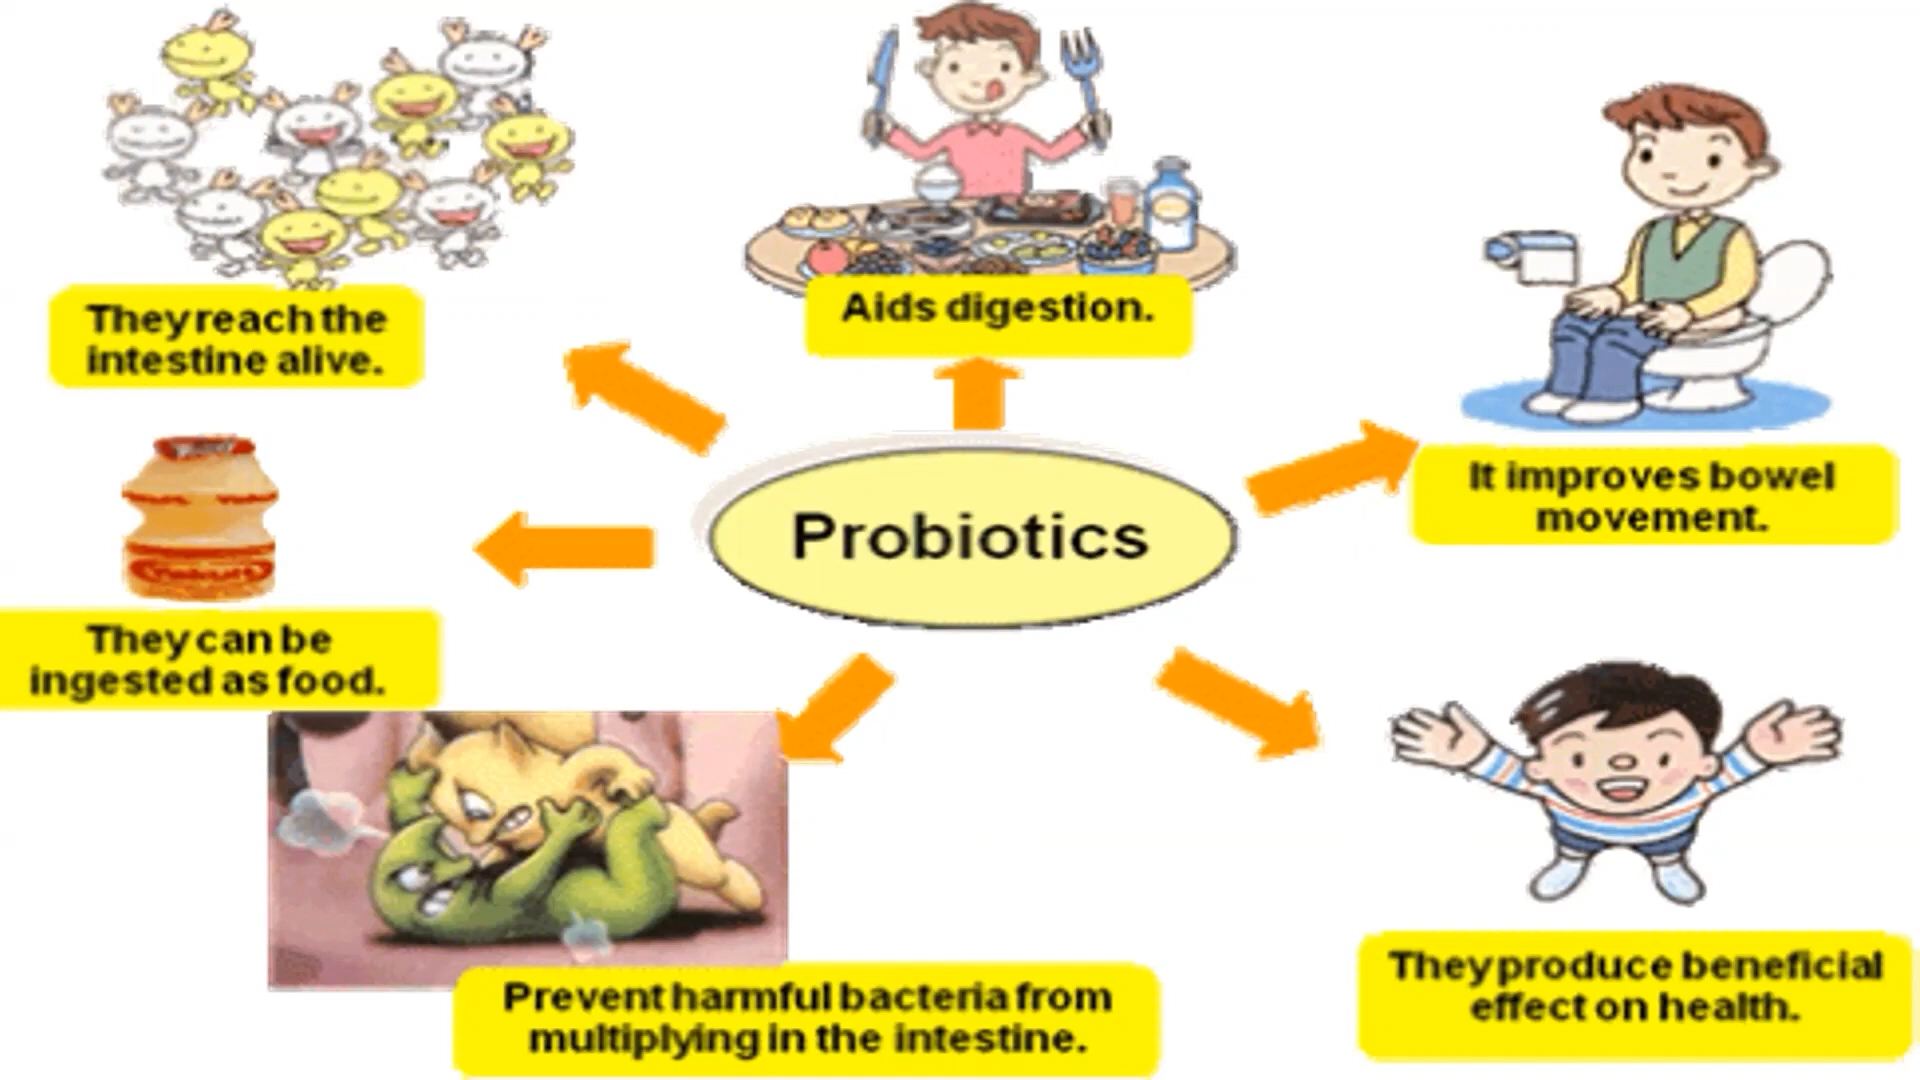 They reach the
intestine alive.
Aids digestion.
It improves bowel
movement.
Probiotics
They can be
ingested as food.
Prevent harmful bacteria from
multiplying in the intestine.
They produce beneficial
effect on health.